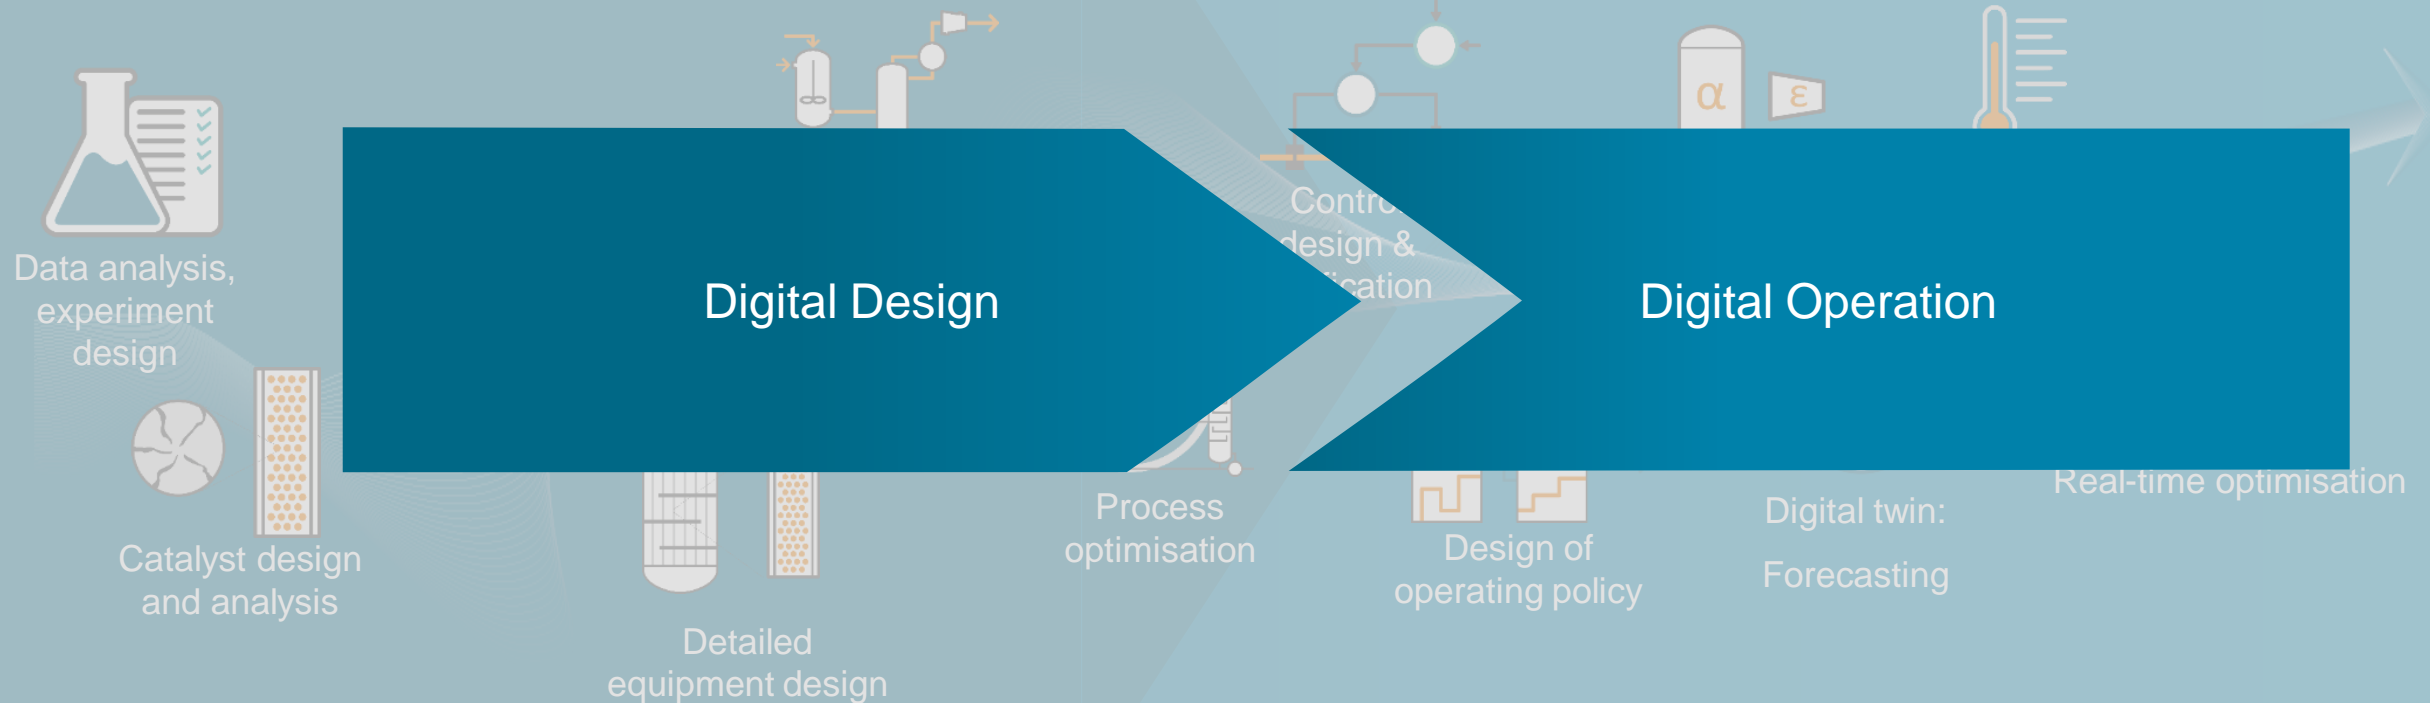 Data analysis,
experiment
design
Catalyst design
and analysis
Digital Design
Detailed
equipment design
Process
optimisation
design &
Digital Operation
Design of
operating policy
α
ε
Digital twin:
Forecasting
Real-time optimisation